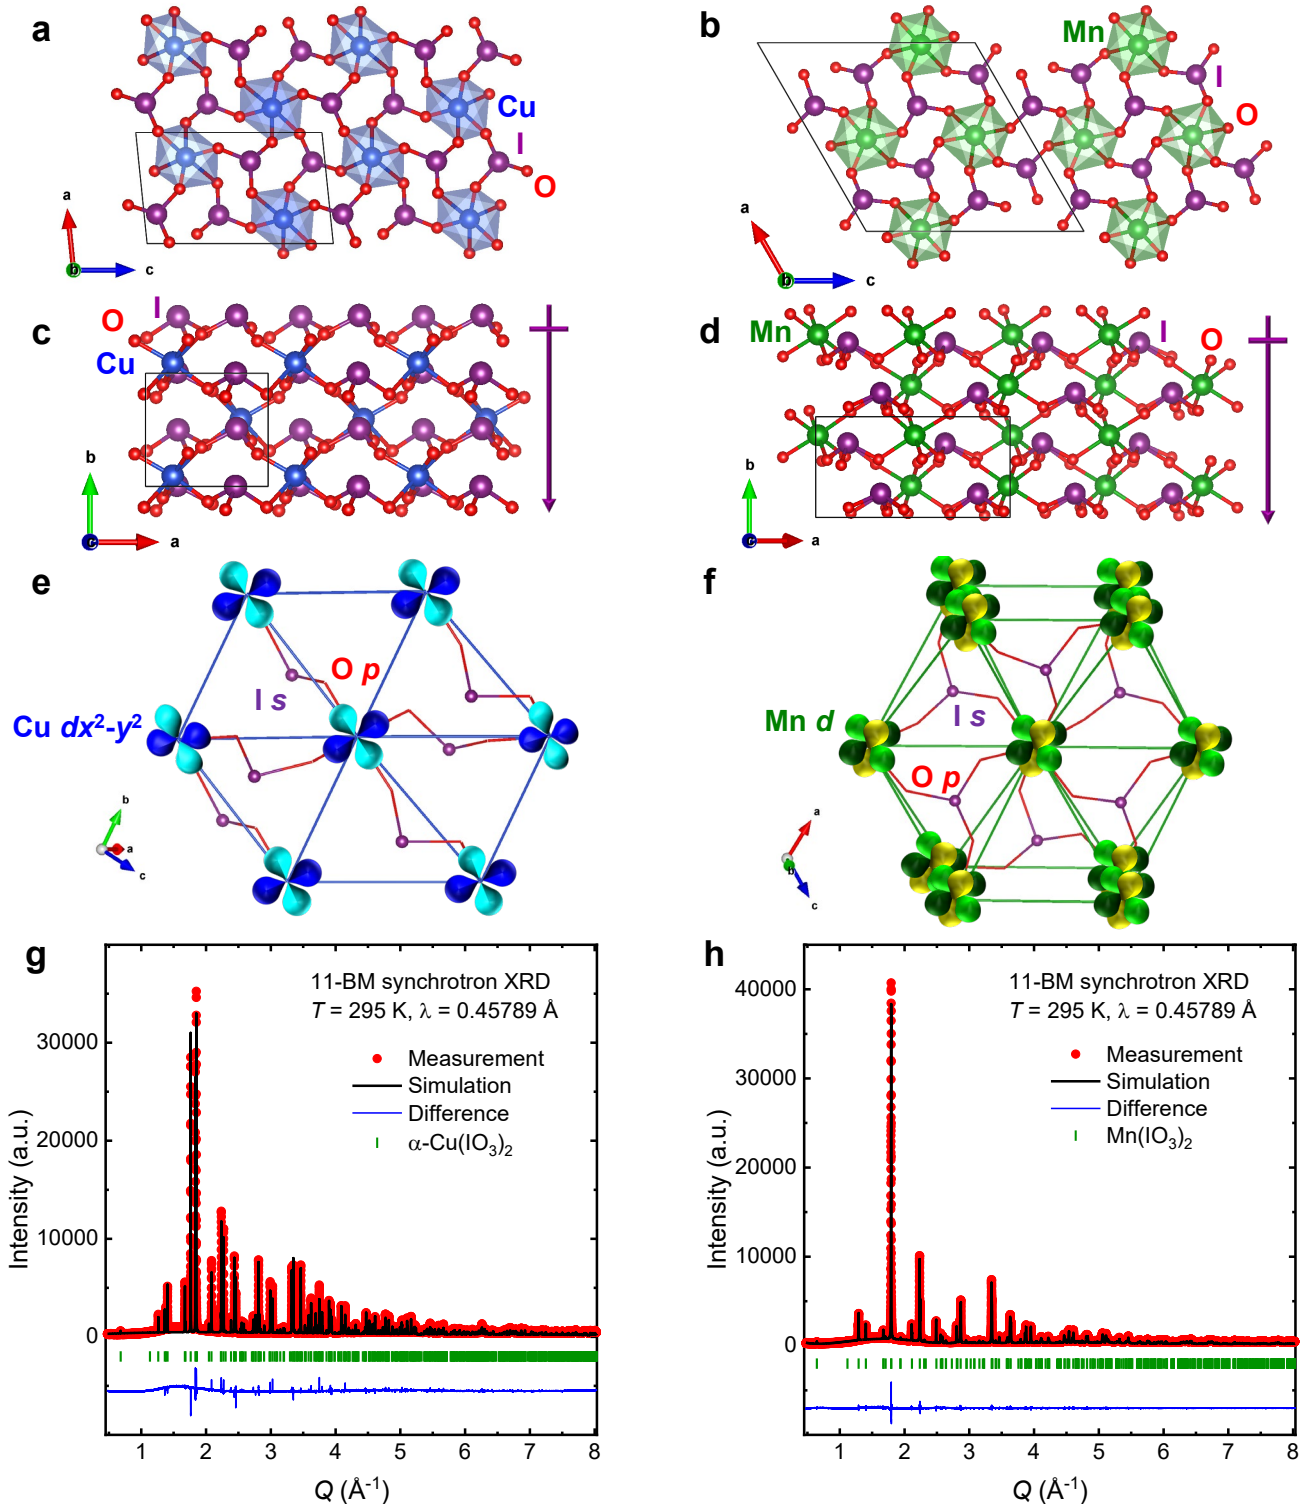 a
Cu
I
O
a
b
c
b
Mn
I
O
a
b
c
c
I
O
Cu
b
c
a
d
Mn
I
O
b
c
a
e
O p
I s
Cu dx²-y²
b
a
c
f
I s
Mn d
O p
a
b
c
g
11-BM synchrotron XRD
T = 295 K, λ = 0.45789 Å
Measurement
Simulation
Difference
α-Cu(IO₃)₂
Intensity (a.u.)
30000
20000
10000
0
1 2 3 4 5 6 7 8
Q (Å⁻¹)
h
11-BM synchrotron XRD
T = 295 K, λ = 0.45789 Å
Measurement
Simulation
Difference
Mn(IO₃)₂
Intensity (a.u.)
40000
30000
20000
10000
0
1 2 3 4 5 6 7 8
Q (Å⁻¹)